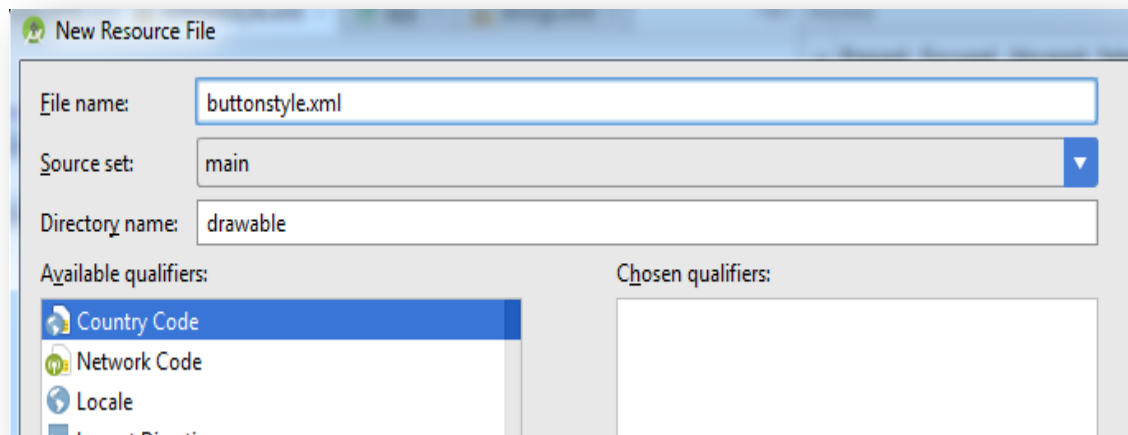 New Resource File
File name: buttonstyle.xml
Source set: main
Directory name: drawable
Available qualifiers: Chosen qualifiers:
Country Code
Network Code
Locale